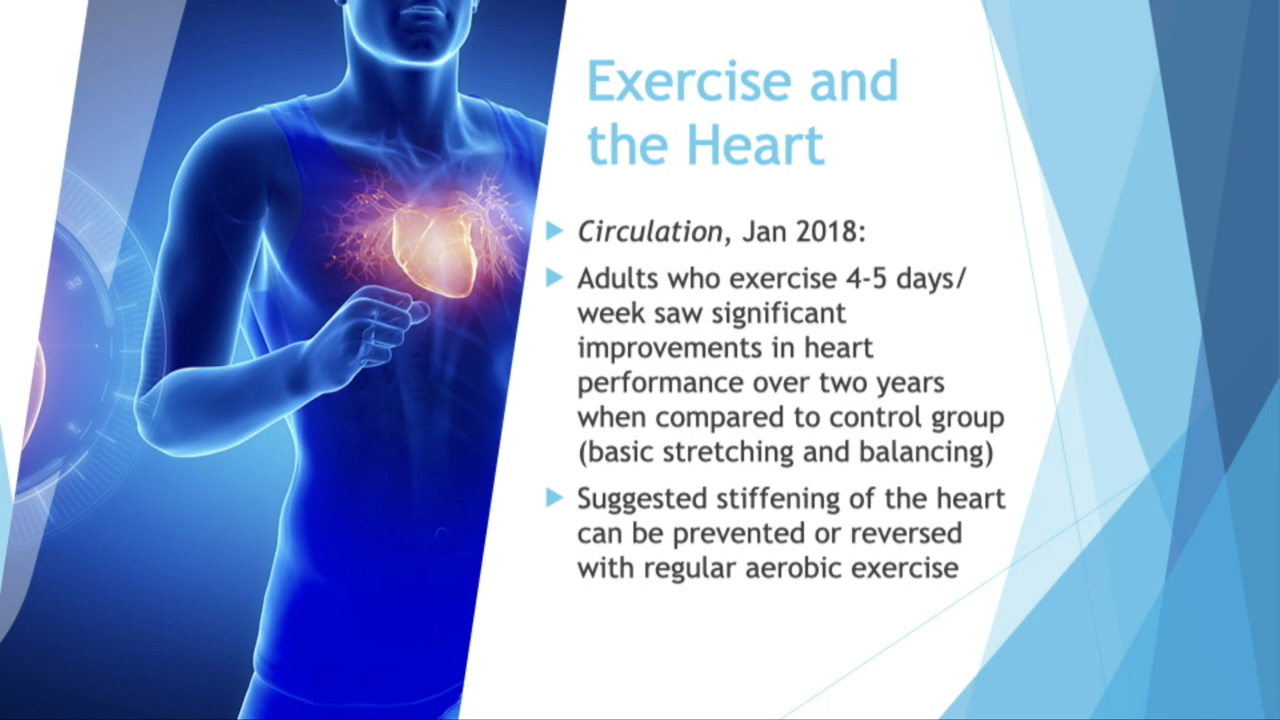 Exercise and
the Heart
Circulation, Jan 2018:
Adults who exercise 4-5 days/
week saw significant
improvements in heart
performance over two years
when compared to control group
(basic stretching and balancing)
Suggested stiffening of the heart
can be prevented or reversed
with regular aerobic exercise